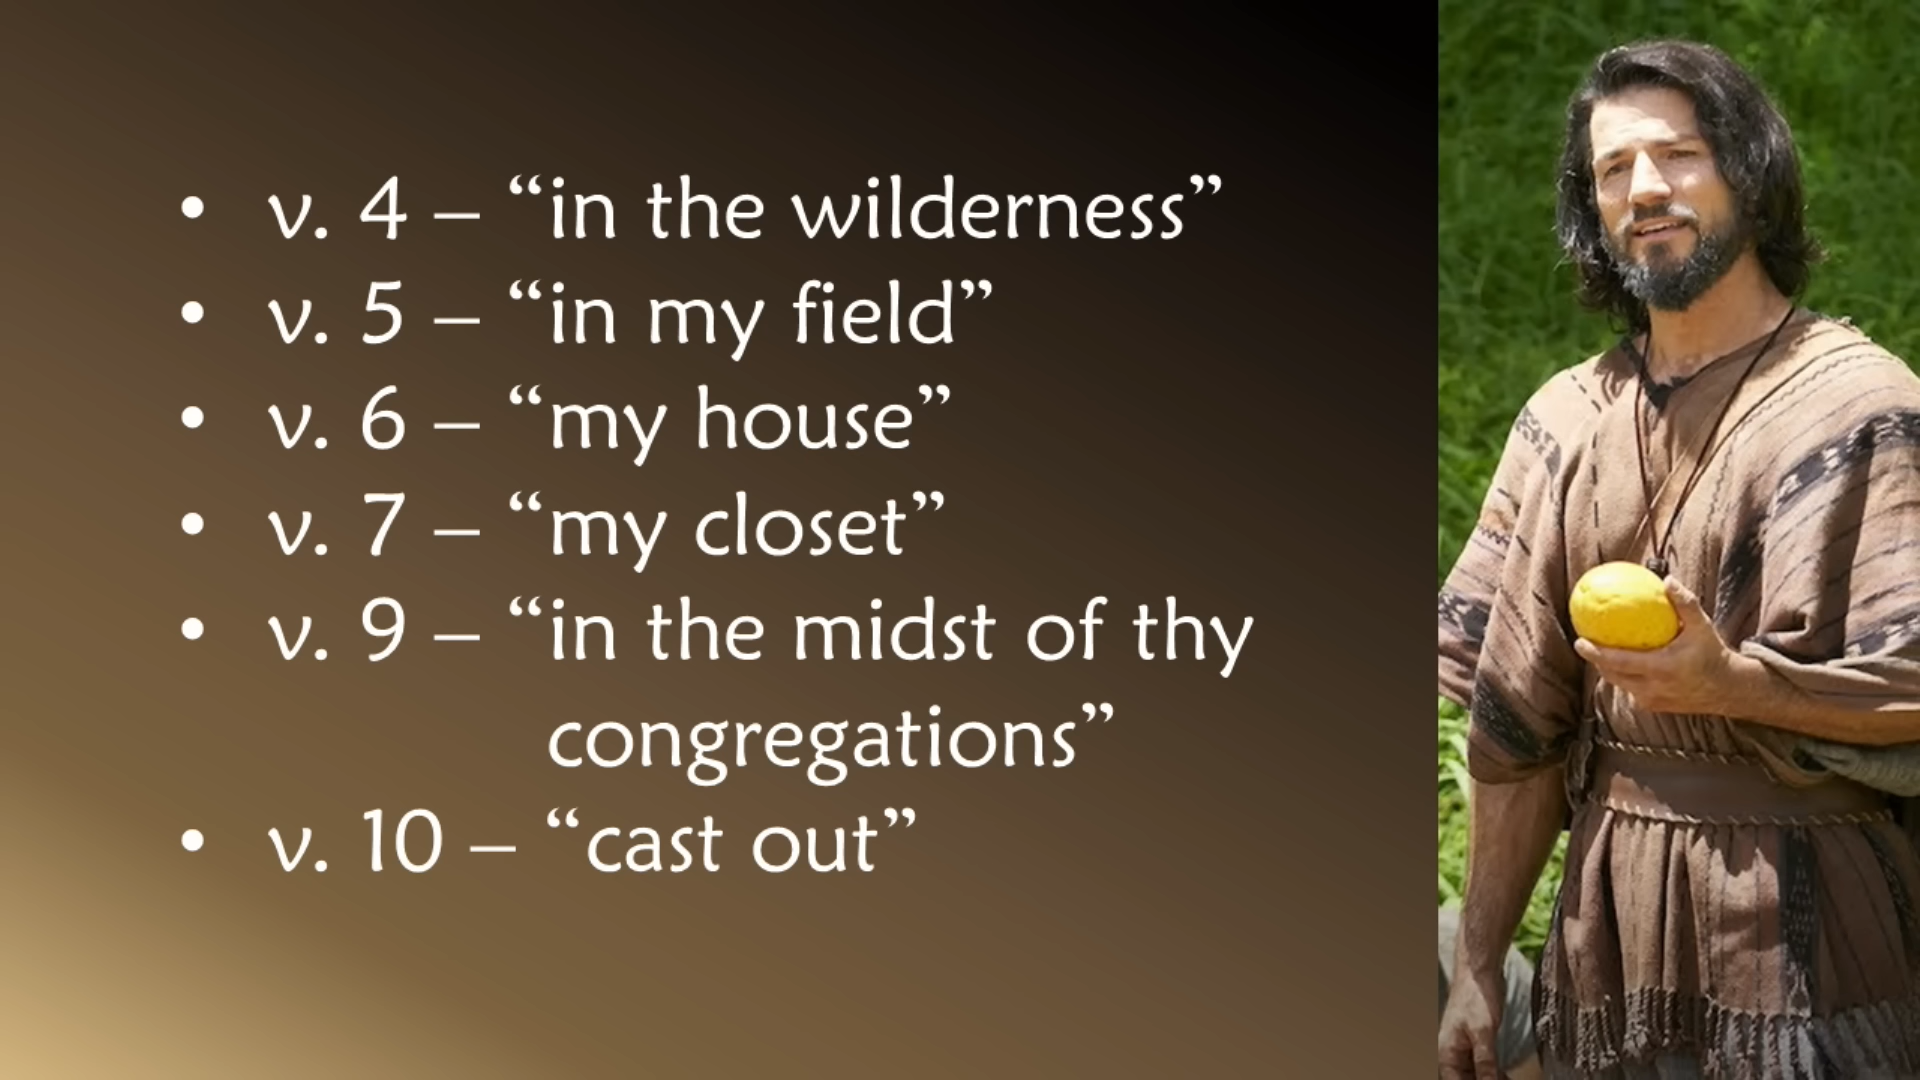 • v. 4 – “in the wilderness”
• v. 5 – “in my field”
• v. 6 – “my house”
• v. 7 – “my closet”
• v. 9 – “in the midst of thy
congregations”
• v. 10 – “cast out”